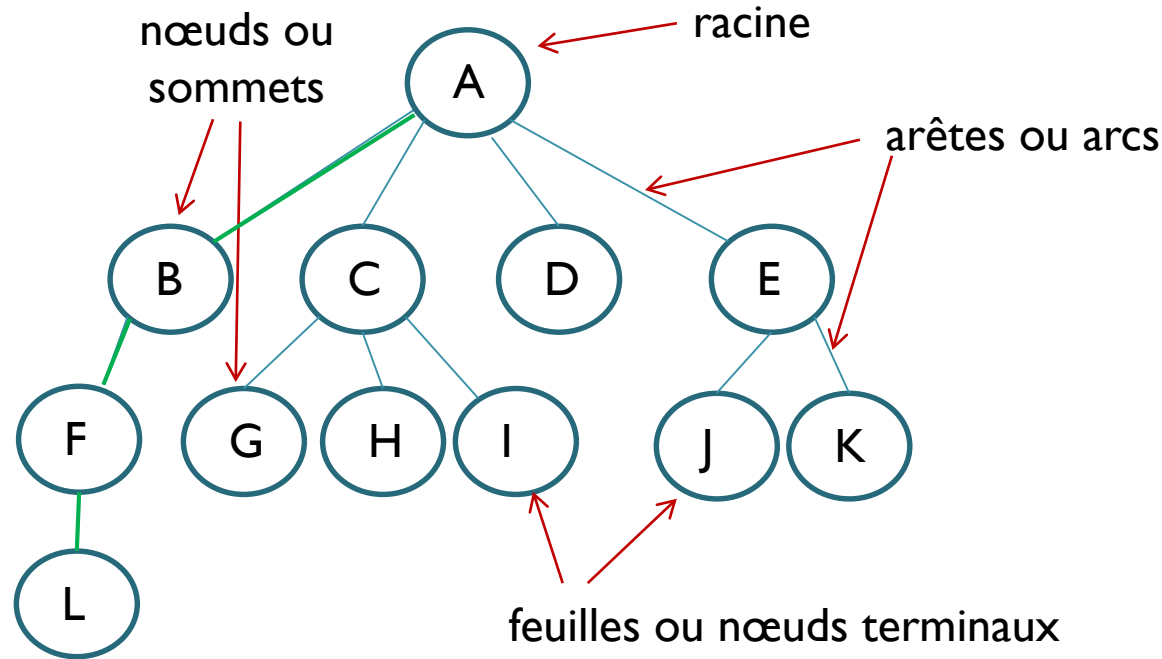 nœuds ou
sommets
racine
A
arêtes ou arcs
B
C
D
E
F
G
H
I
J
K
L
feuilles ou nœuds terminaux